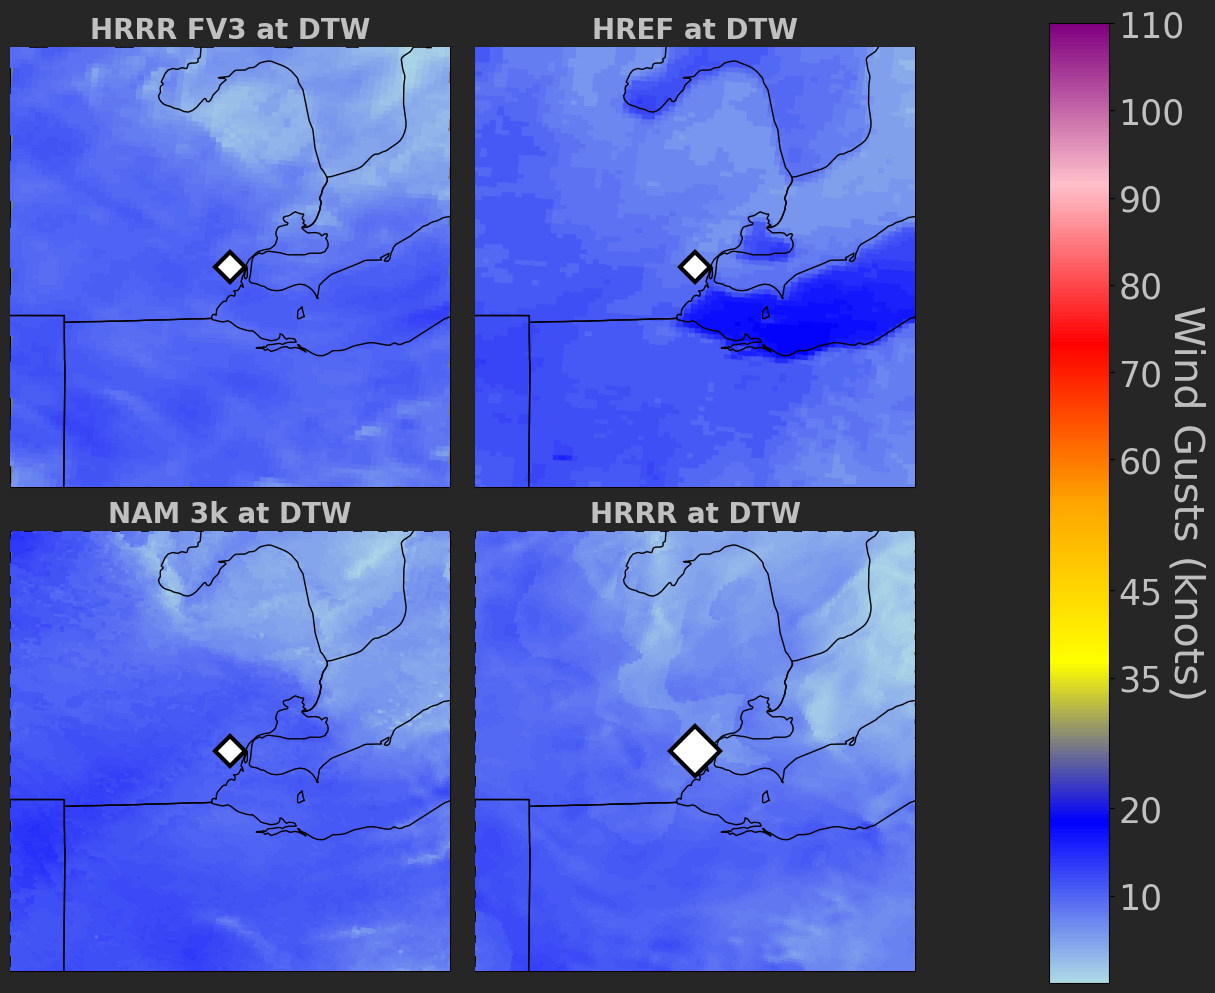 HRRR FV3 at DTW
HREF at DTW
NAM 3k at DTW
HRRR at DTW
110
100
90
80
70
60
45
35
20
10
Wind Gusts (knots)